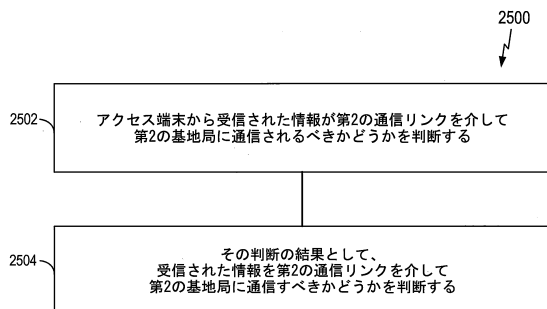 2500
2502
アクセス端末から受信された情報が第2の通信リンクを介して
第2の基地局に通信されるべきかどうかを判断する
2504
その判断の結果として、
受信された情報を第2の通信リンクを介して
第2の基地局に通信すべきかどうかを判断する